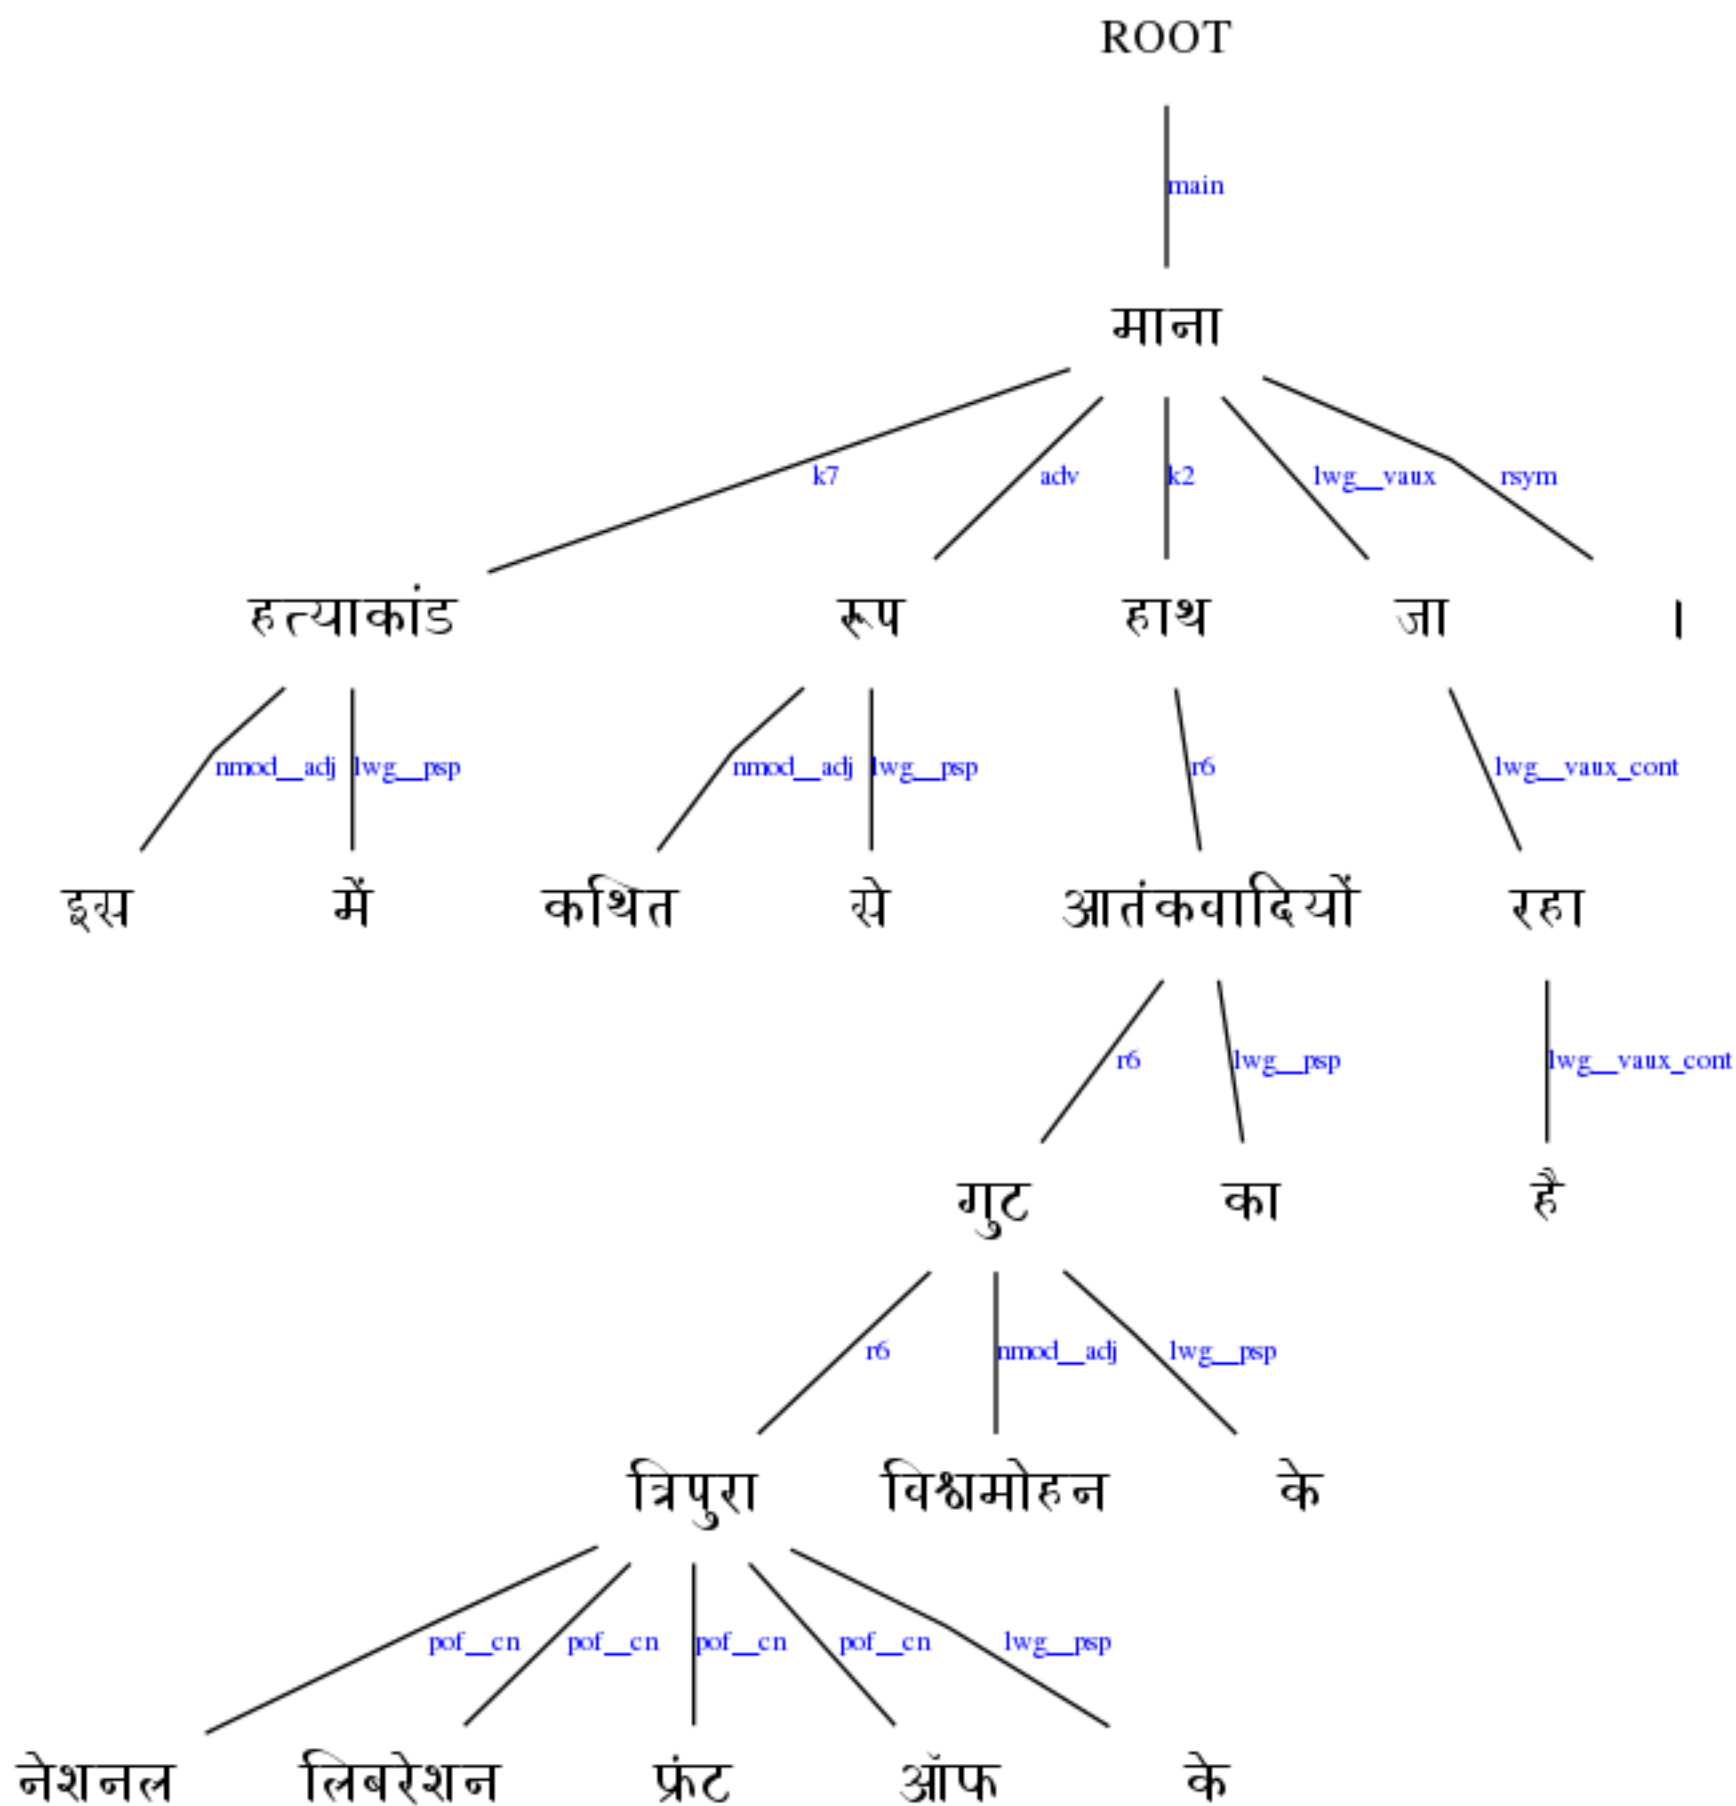 ROOT
main
माना
k7 adv k2 lwg__vaux rsym
हत्याकांड रूप हाथ जा ।
nmod__adj lwg__psp nmod__adj lwg__psp r6 lwg__vaux_cont
इस में कथित से आतंकवादियों रहा
r6 lwg__psp lwg__vaux_cont
गुट का है
r6 nmod__adj lwg__psp
त्रिपुरा विश्वमोहन के
pof__cn pof__cn pof__cn pof__cn lwg__psp
नेशनल लिबरेशन फ्रंट ऑफ के